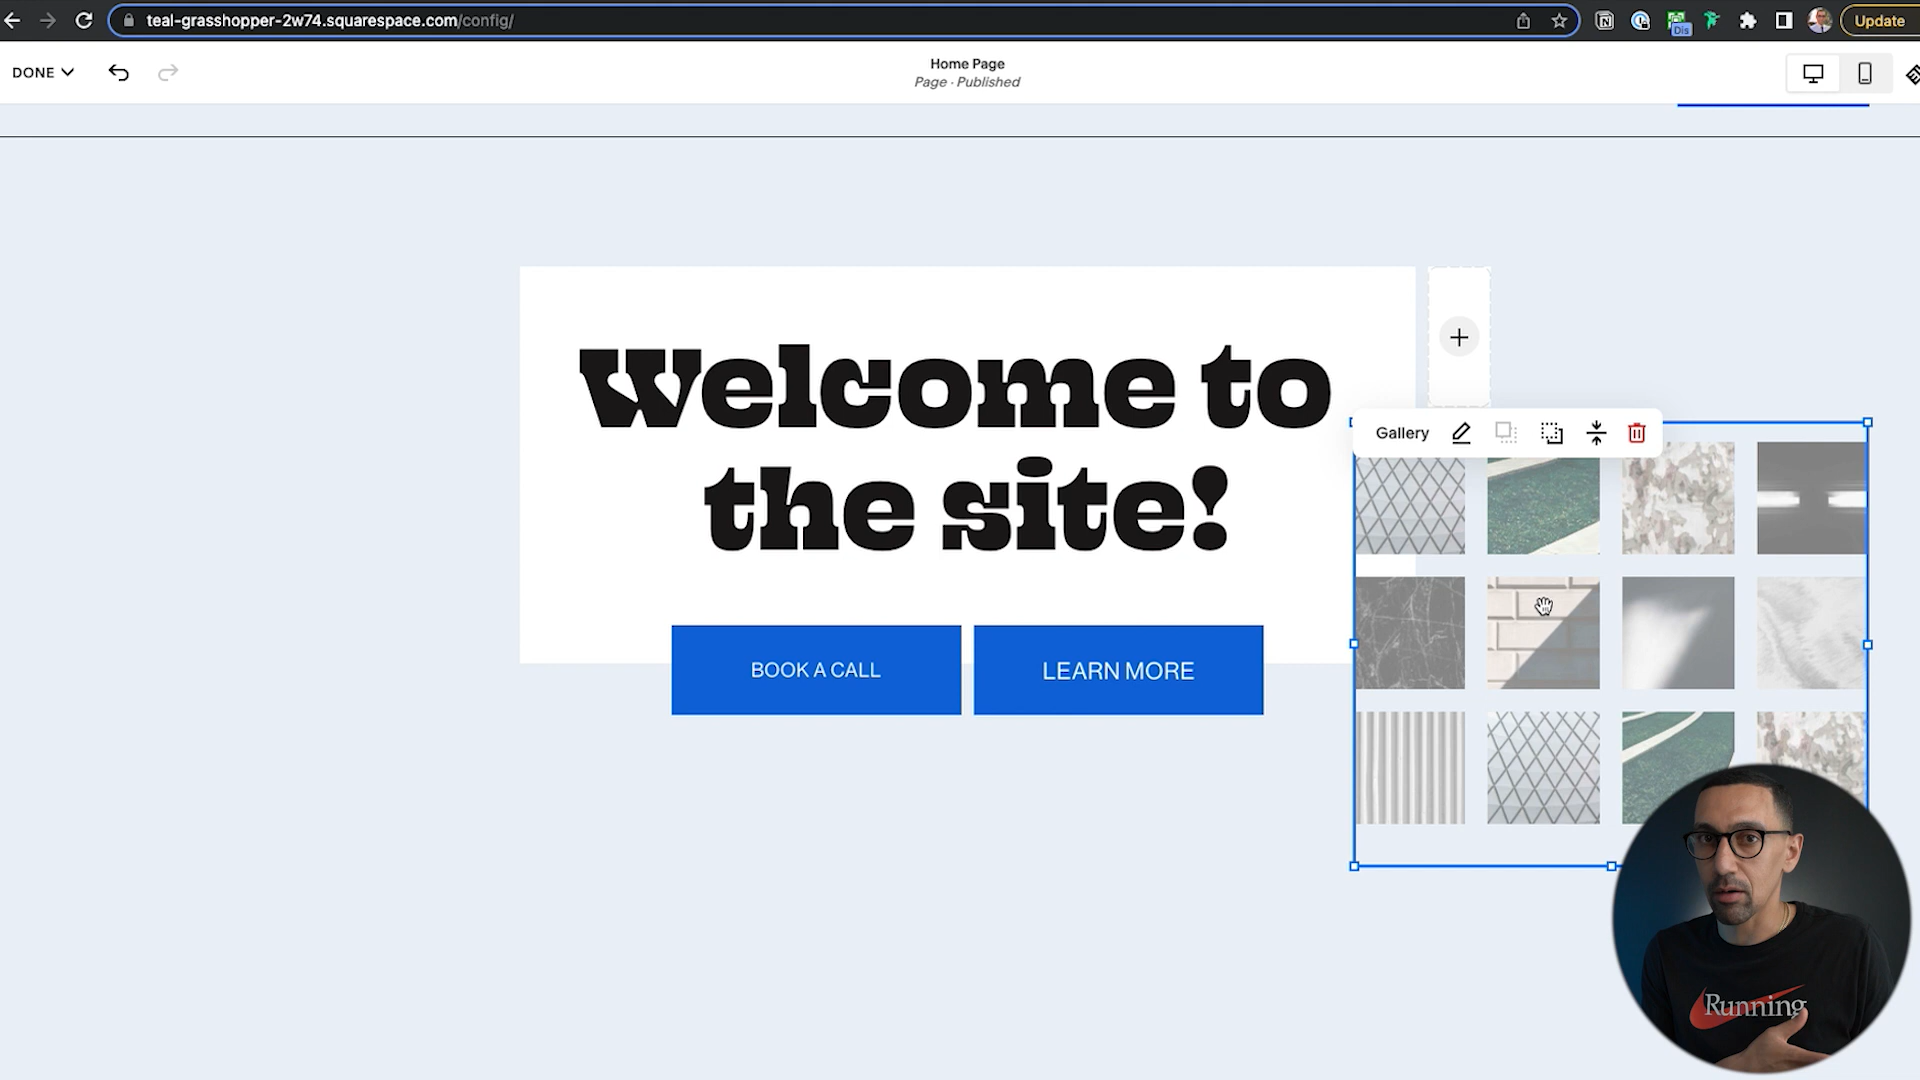 teal-grasshopper-2w74.squarespace.com/config/
Dis
Update
DONE
Home Page
Page · Published
Welcome to
the site!
Gallery
BOOK A CALL
LEARN MORE
Running